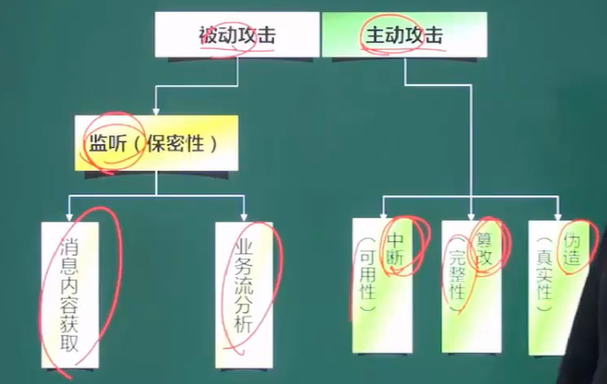 被动攻击
主动攻击
监听（保密性）
消息内容获取
业务流分析
中断
（可用性）
篡改
（完整性）
伪造
（真实性）